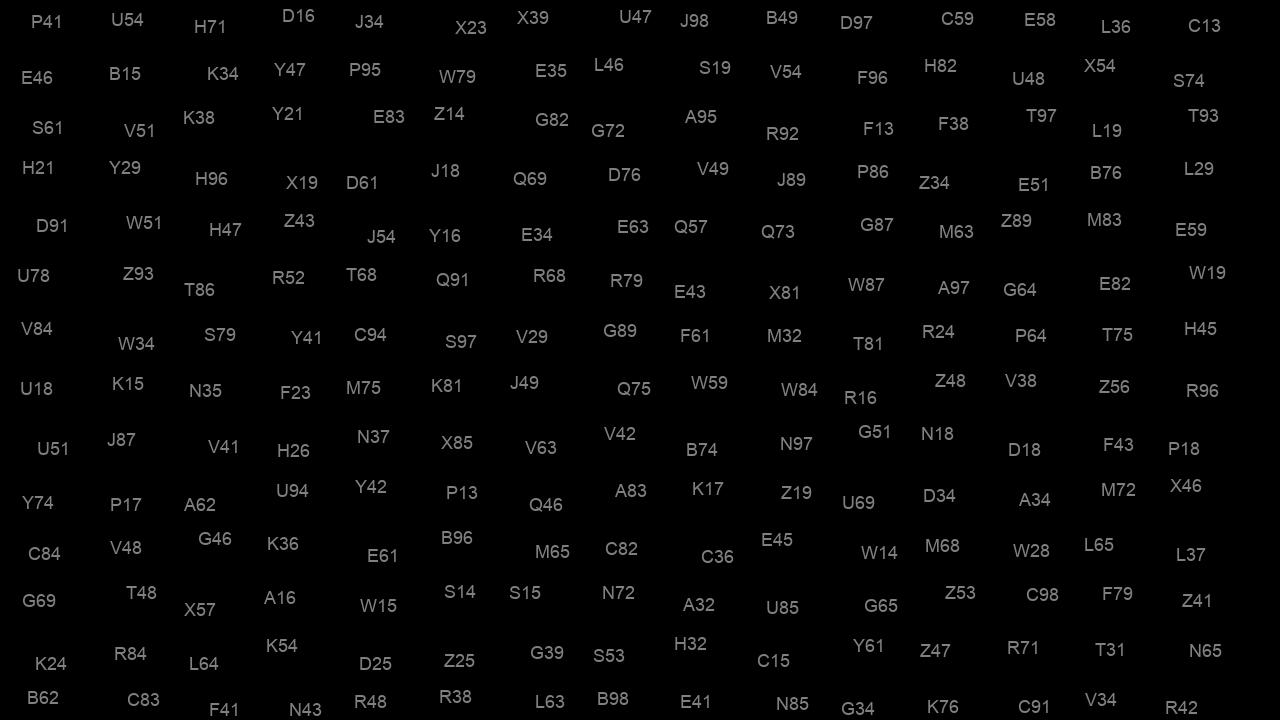 P41 U54 H71 D16 J34 X23 X39 U47 J98 B49 D97 C59 E58 L36 C13
E46 B15 K34 Y47 P95 W79 E35 L46 S19 V54 F96 H82 U48 X54 S74
S61 V51 K38 Y21 E83 Z14 G82 G72 A95 R92 F13 F38 T97 L19 T93
H21 Y29 H96 X19 D61 J18 Q69 D76 V49 J89 P86 Z34 E51 B76 L29
D91 W51 H47 Z43 J54 Y16 E34 E63 Q57 Q73 G87 M63 Z89 M83 E59
U78 Z93 T86 R52 T68 Q91 R68 R79 E43 X81 W87 A97 G64 E82 W19
V84 W34 S79 Y41 C94 S97 V29 G89 F61 M32 T81 R24 P64 T75 H45
U18 K15 N35 F23 M75 K81 J49 Q75 W59 W84 R16 Z48 V38 Z56 R96
U51 J87 V41 H26 N37 X85 V63 V42 B74 N97 G51 N18 D18 F43 P18
Y74 P17 A62 U94 Y42 P13 Q46 A83 K17 Z19 U69 D34 A34 M72 X46
C84 V48 G46 K36 E61 B96 M65 C82 C36 E45 W14 M68 W28 L65 L37
G69 T48 X57 A16 W15 S14 S15 N72 A32 U85 G65 Z53 C98 F79 Z41
K24 R84 L64 K54 D25 Z25 G39 S53 H32 C15 Y61 Z47 R71 T31 N65
B62 C83 F41 N43 R48 R38 L63 B98 E41 N85 G34 K76 C91 V34 R42